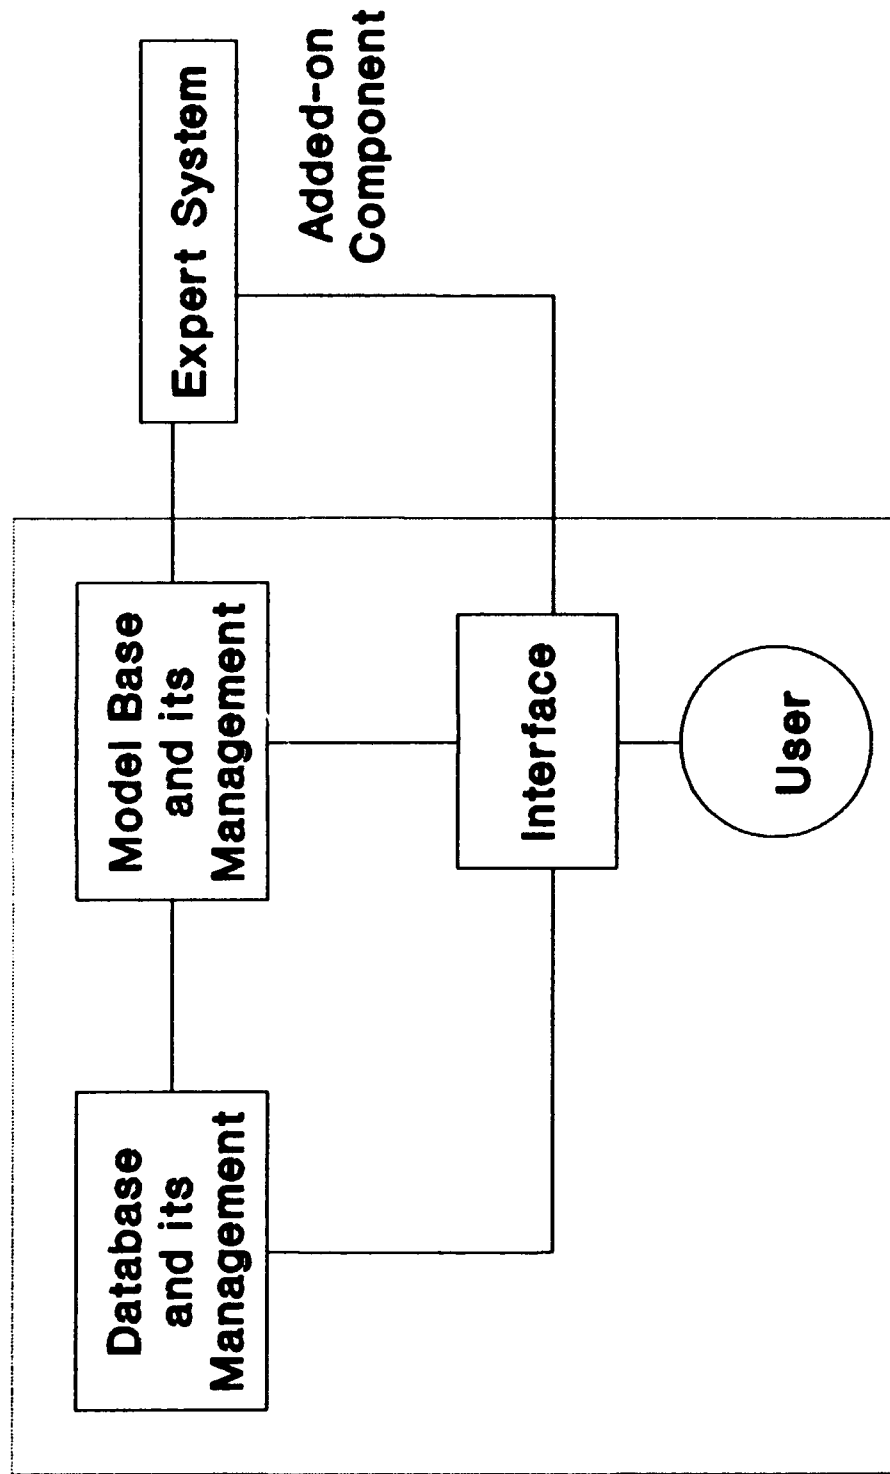 Database
and its
Management
Model Base
and its
Management
Expert System
Added-on
Component
Interface
User